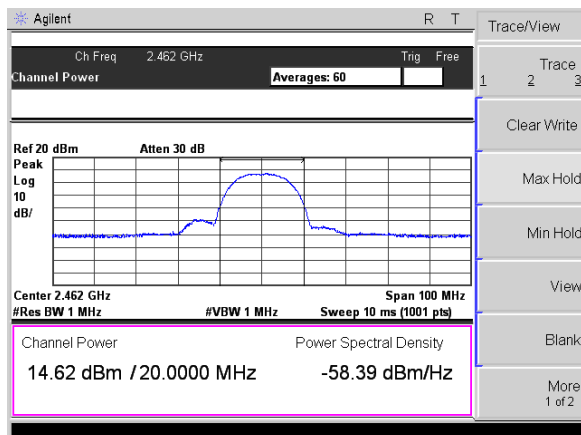 Agilent R T
Ch Freq 2.462 GHz Trig Free
Channel Power Averages: 60
Ref 20 dBm Atten 30 dB
Peak
Log
10
dB/
Center 2.462 GHz Span 100 MHz
#Res BW 1 MHz #VBW 1 MHz Sweep 10 ms (1001 pts)
Channel Power Power Spectral Density
14.62 dBm / 20.0000 MHz -58.39 dBm/Hz
Trace/View
Trace
1 2 3
Clear Write
Max Hold
Min Hold
View
Blank
More
1 of 2